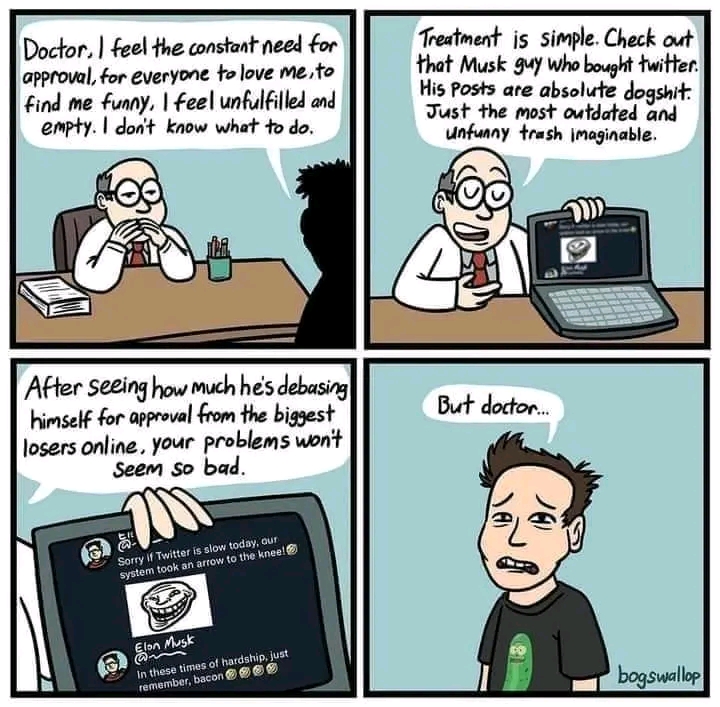 Doctor, I feel the constant need for
approval, for everyone to love me, to
find me funny, I feel unfulfilled and
empty. I don't know what to do.
Treatment is simple. Check out
that Musk guy who bought twitter.
His Posts are absolute dogshit.
Just the most outdated and
unfunny trash imaginable.
After seeing how much he's debasing
himself for approval from the biggest
losers online, your problems won't
seem so bad.
Sorry if Twitter is slow today, our
system took an arrow to the knee!🤣
Elon Musk
@
In these times of hardship, just
remember, bacon 🤣🤣🤣🤣
But doctor...
bogswallop